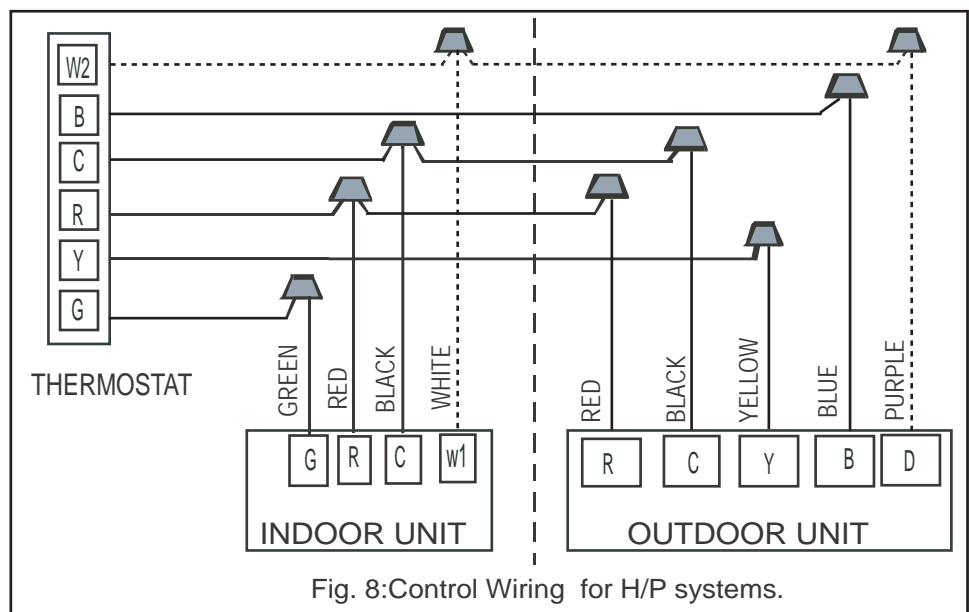 W2
B
C
R
Y
G
THERMOSTAT
GREEN
RED
BLACK
WHITE
RED
BLACK
YELLOW
BLUE
PURPLE
G R C w1
INDOOR UNIT
R C Y B D
OUTDOOR UNIT
Fig. 8:Control Wiring for H/P systems.